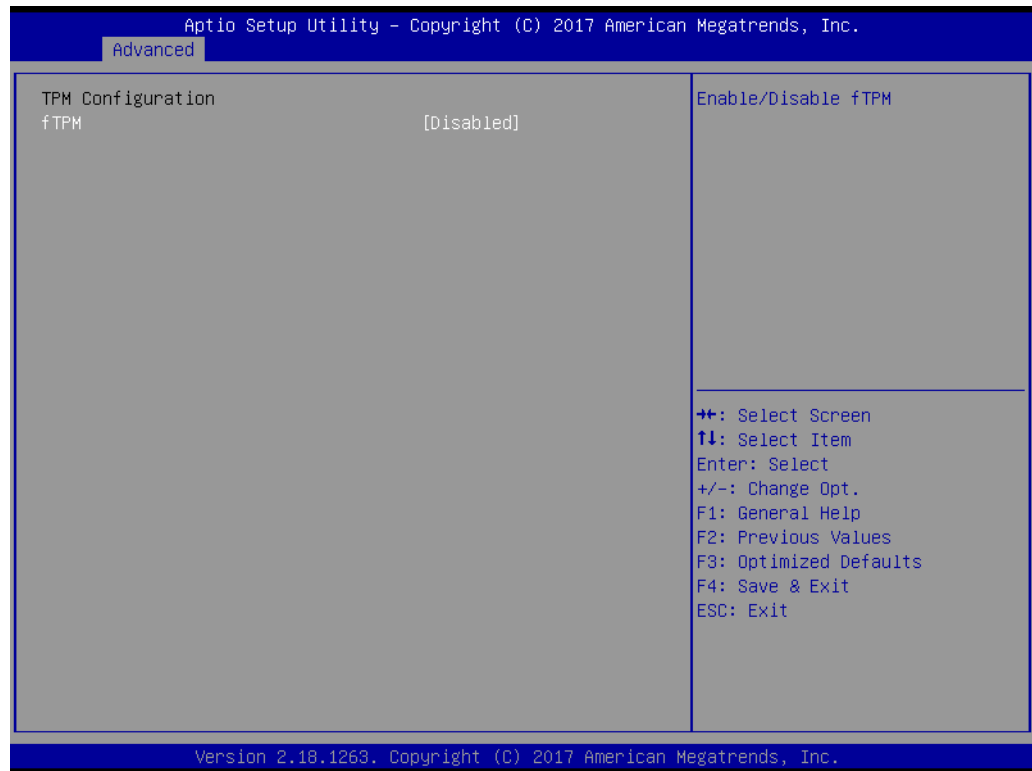 Aptio Setup Utility – Copyright (C) 2017 American Megatrends, Inc.
Advanced
TPM Configuration
fTPM [Disabled]
Enable/Disable fTPM
→←: Select Screen
↑↓: Select Item
Enter: Select
+/-: Change Opt.
F1: General Help
F2: Previous Values
F3: Optimized Defaults
F4: Save & Exit
ESC: Exit
Version 2.18.1263. Copyright (C) 2017 American Megatrends, Inc.